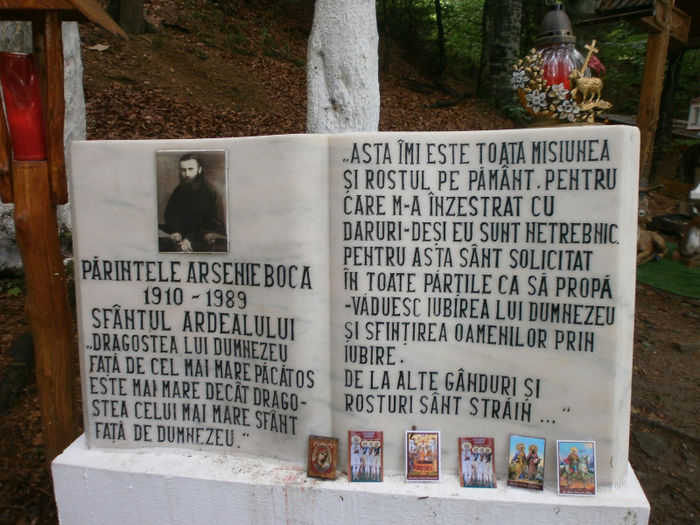 PĂRINTELE ARSENIE BOCA
1910 - 1989
SFÂNTUL ARDEALULUI
„DRAGOSTEA LUI DUMNEZEU
FAȚĂ DE CEL MAI MARE PĂCĂTOS
ESTE MAI MARE DECÂT DRAGO-
STEA CELUI MAI MARE SFÂNT
FAȚĂ DE DUMNEZEU."
„ASTA ÎMI ESTE TOATA MISIUNEA
ȘI ROSTUL PE PĂMÂNT. PENTRU
CARE M-A ÎNZESTRAT CU
DARURI-DEȘI EU SUNT NETREBNIC.
PENTRU ASTA SÂNT SOLICITAT
ÎN TOATE PĂRȚILE CA SĂ PROPĂ
-VĂDUESC IUBIREA LUI DUMNEZEU
ȘI SFINȚIREA OAMENILOR PRIN
IUBIRE.
DE LA ALTE GÂNDURI ȘI
ROSTURI SÂNT STRĂIN ..."